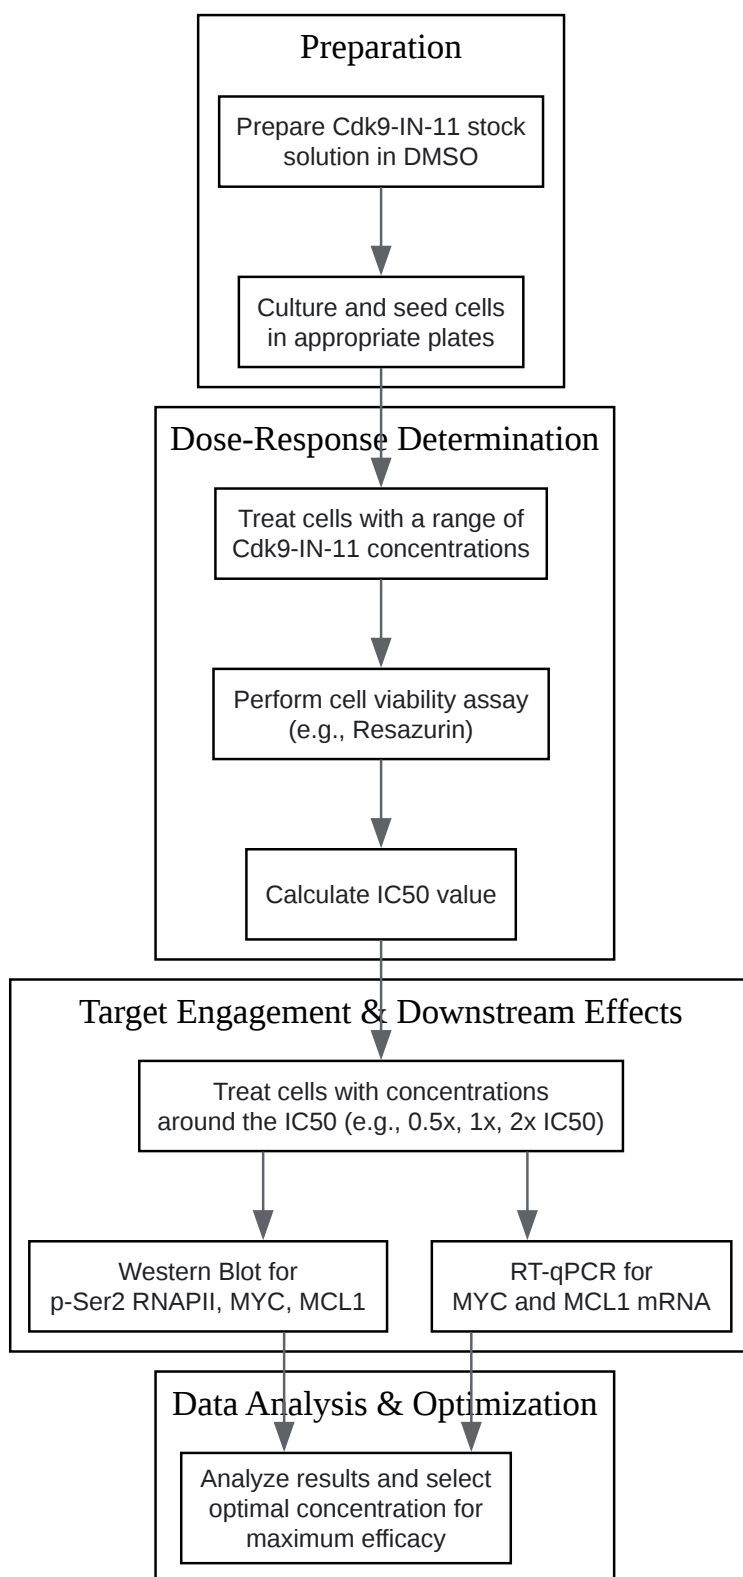 Preparation
Prepare Cdk9-IN-11 stock
solution in DMSO
Culture and seed cells
in appropriate plates
Dose-Response Determination
Treat cells with a range of
Cdk9-IN-11 concentrations
Perform cell viability assay
(e.g., Resazurin)
Calculate IC50 value
Target Engagement & Downstream Effects
Treat cells with concentrations
around the IC50 (e.g., 0.5x, 1x, 2x IC50)
Western Blot for
p-Ser2 RNAPII, MYC, MCL1
RT-qPCR for
MYC and MCL1 mRNA
Data Analysis & Optimization
Analyze results and select
optimal concentration for
maximum efficacy